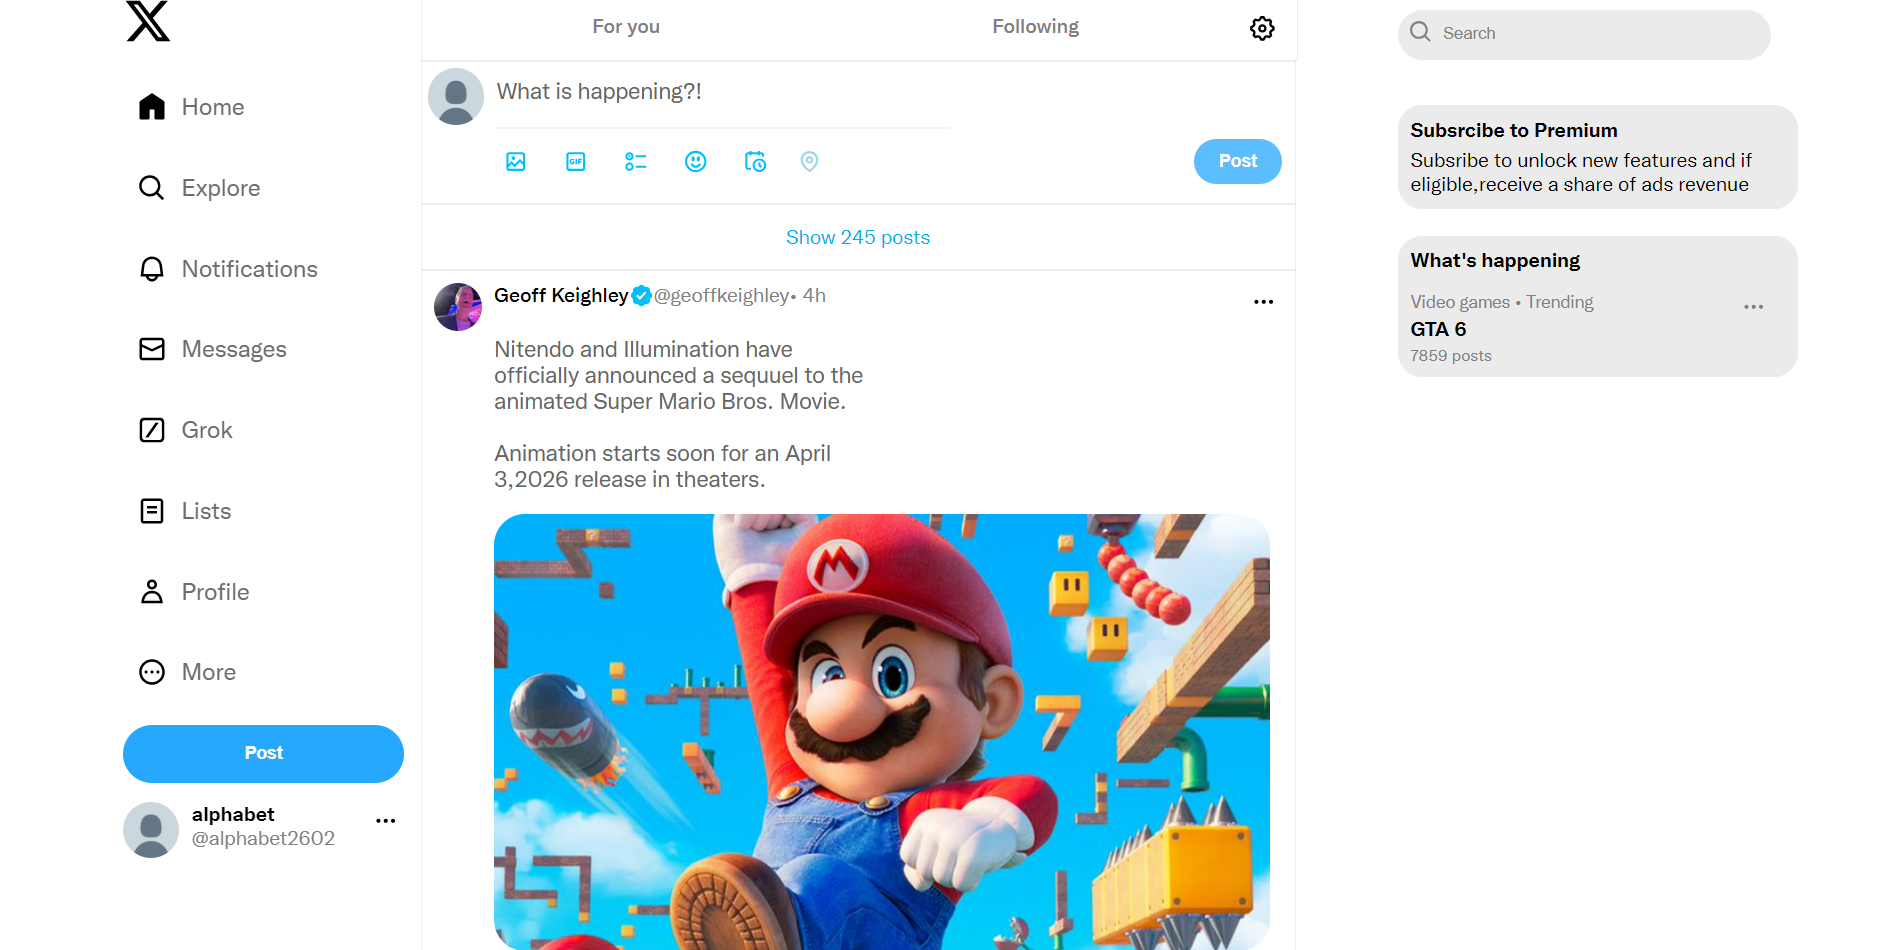 Home
Explore
Notifications
Messages
Grok
Lists
Profile
More
Post
alphabet
@alphabet2602
For you
Following
What is happening?!
GIF
Post
Show 245 posts
Geoff Keighley @geoffkeighley• 4h
Nitendo and Illumination have
officially announced a sequuel to the
animated Super Mario Bros. Movie.
Animation starts soon for an April
3,2026 release in theaters.
M
Search
Subsrcibe to Premium
Subsribe to unlock new features and if
eligible,receive a share of ads revenue
What's happening
Video games • Trending
GTA 6
7859 posts